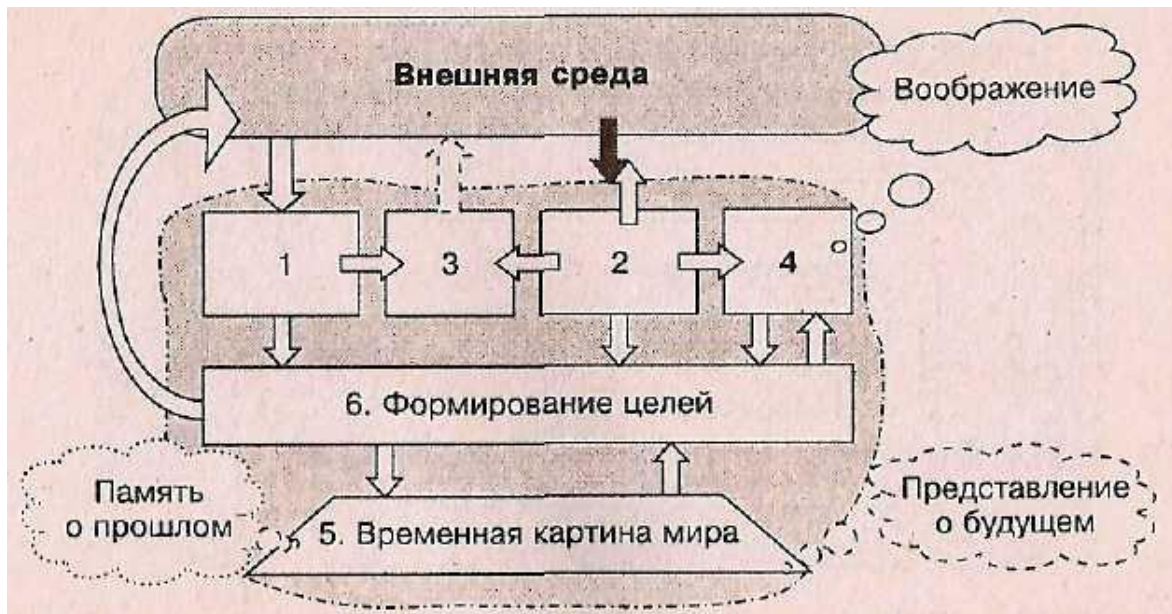 Внешняя среда
Воображение
1
3
2
4
6. Формирование целей
Память
о прошлом
5. Временная картина мира
Представление
о будущем